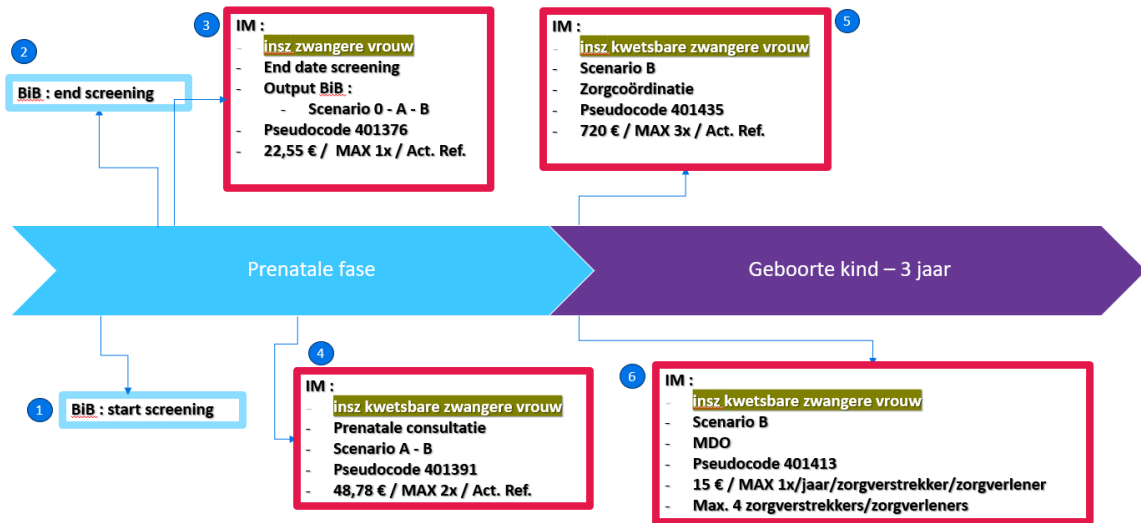 2
BiB : end screening
3
IM :
- insz zwangere vrouw
- End date screening
- Output BiB :
- Scenario 0 - A - B
- Pseudocode 401376
- 22,55 € / MAX 1x / Act. Ref.
5
IM :
- insz kwetsbare zwangere vrouw
- Scenario B
- Zorgcoördinatie
- Pseudocode 401435
- 720 € / MAX 3x / Act. Ref.
Prenatale fase
Geboorte kind – 3 jaar
1
BiB : start screening
4
IM :
- insz kwetsbare zwangere vrouw
- Prenatale consultatie
- Scenario A - B
- Pseudocode 401391
- 48,78 € / MAX 2x / Act. Ref.
6
IM :
- insz kwetsbare zwangere vrouw
- Scenario B
- MDO
- Pseudocode 401413
- 15 € / MAX 1x/jaar/zorgverstrekker/zorgverlener
- Max. 4 zorgverstrekkers/zorgverleners